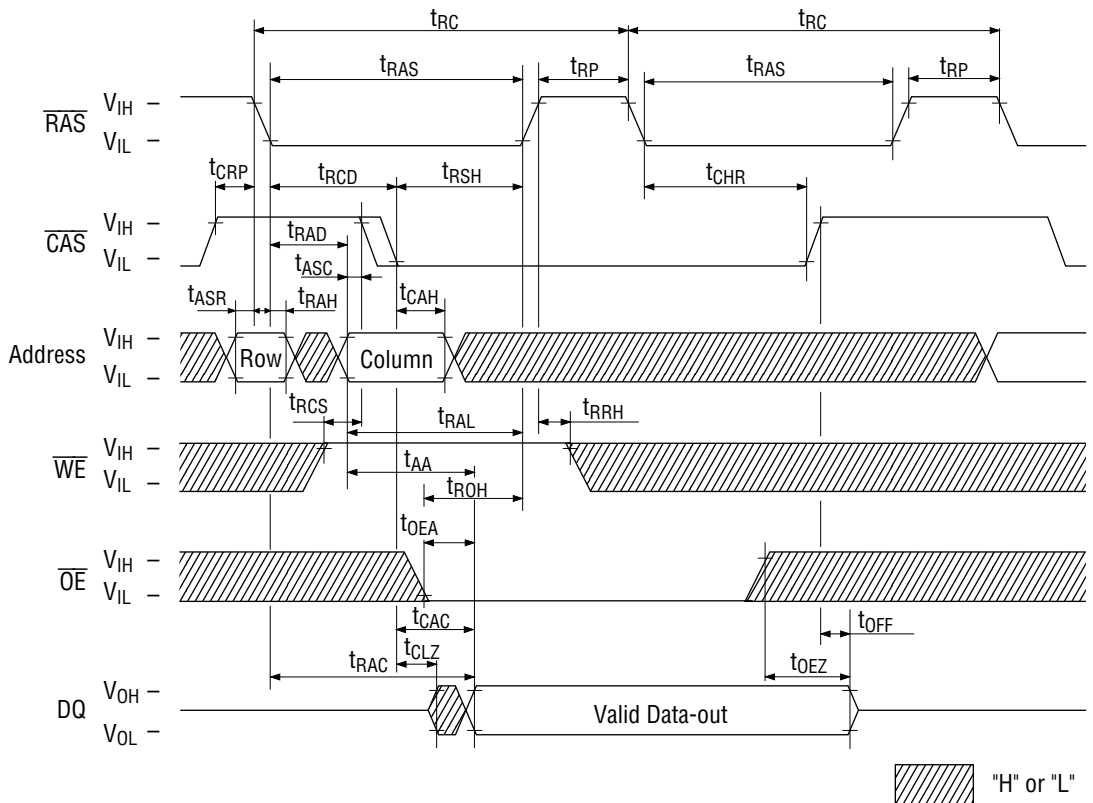 tRC tRC
tRAS tRP tRAS tRP
RAS VIH
VIL
tCRP tRCD tRSH tCHR
CAS VIH
VIL
tRAD
tASC
tASR tRAH tCAH
Address VIH
VIL
Row Column
tRCS tRAL tRRH
WE VIH
VIL
tAA
tROH
tOEA
OE VIH
VIL
tCAC tOFF
tRAC tCLZ tOEZ
DQ VOH
VOL
Valid Data-out
"H" or "L"